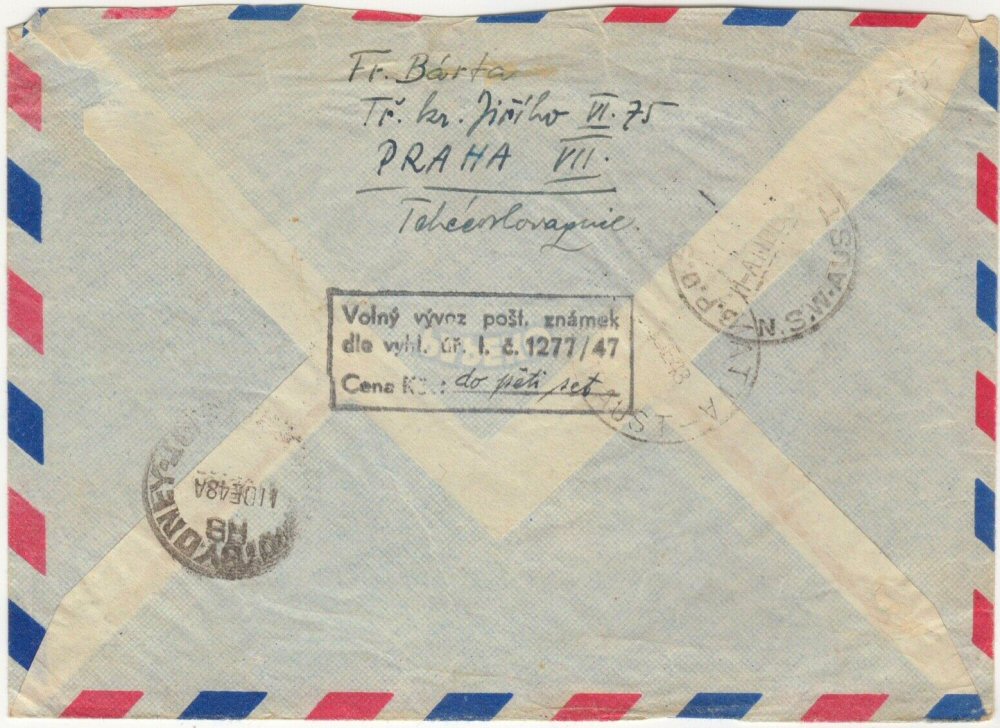 Fr. Bárta
Tř. kr. Jiřího VI. 75
PRAHA VII.
Tchécoslovaquie.
Volný vývoz pošt. známek
dle vyhl. úř. l. č. 1277/47
Cena Kčs: do pěti set
N.S.W. AUST
SYDNEY
11DE48A